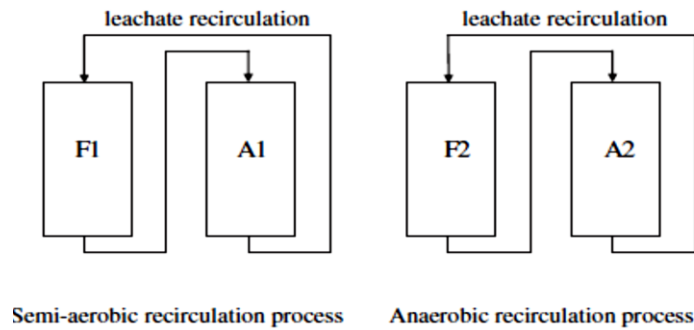 leachate recirculation
leachate recirculation
F1
A1
F2
A2
Semi-aerobic recirculation process
Anaerobic recirculation process